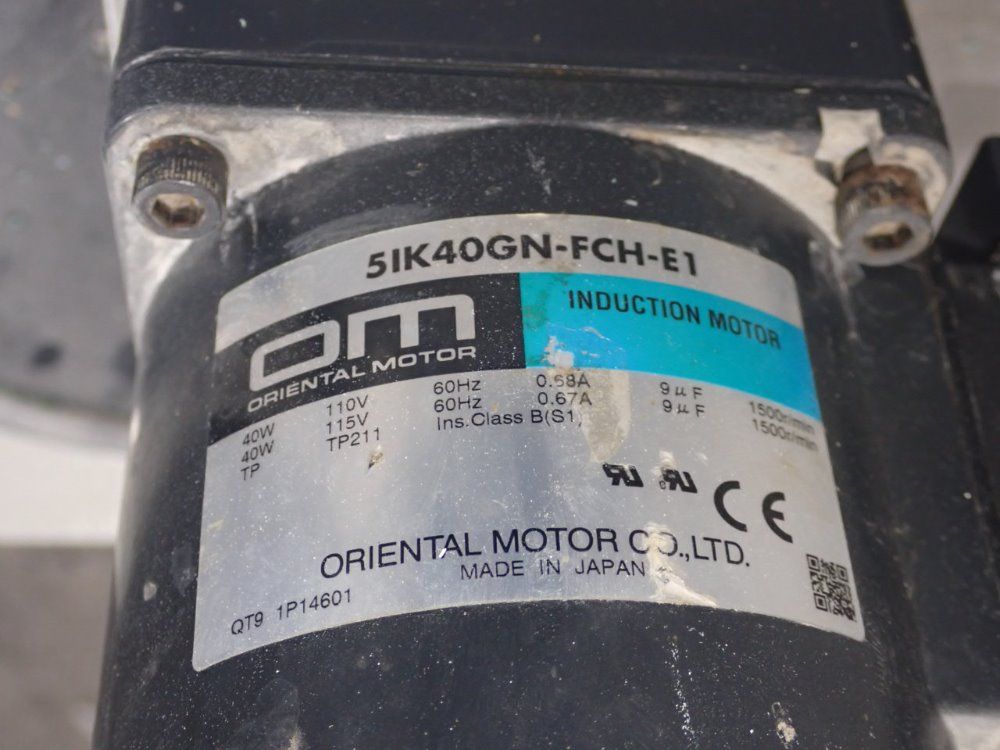 5IK40GN-FCH-E1
om
ORIENTAL MOTOR
INDUCTION MOTOR
40W 110V 60Hz 0.68A 9μF 1500r/min
40W 115V 60Hz 0.67A 9μF 1500r/min
TP TP211 Ins.Class B(S1)
CE
ORIENTAL MOTOR CO.,LTD.
MADE IN JAPAN
QT9 1P14601